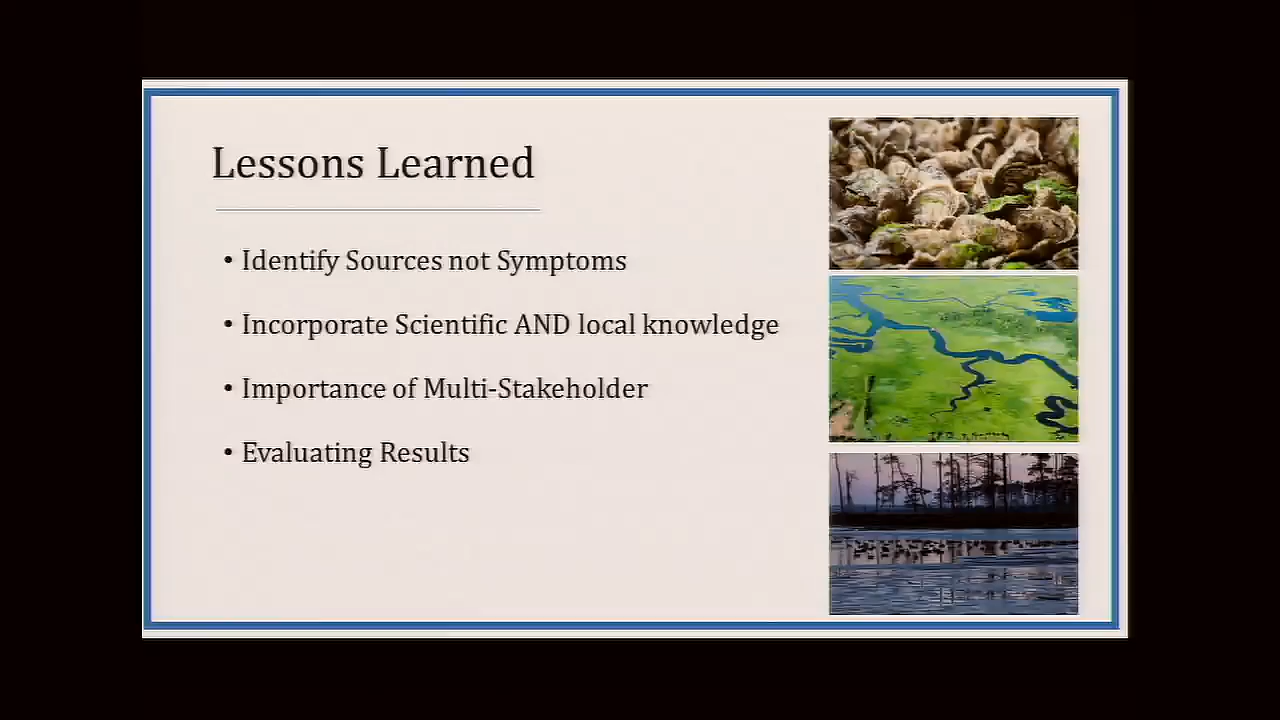 Lessons Learned
• Identify Sources not Symptoms
• Incorporate Scientific AND local knowledge
• Importance of Multi-Stakeholder
• Evaluating Results